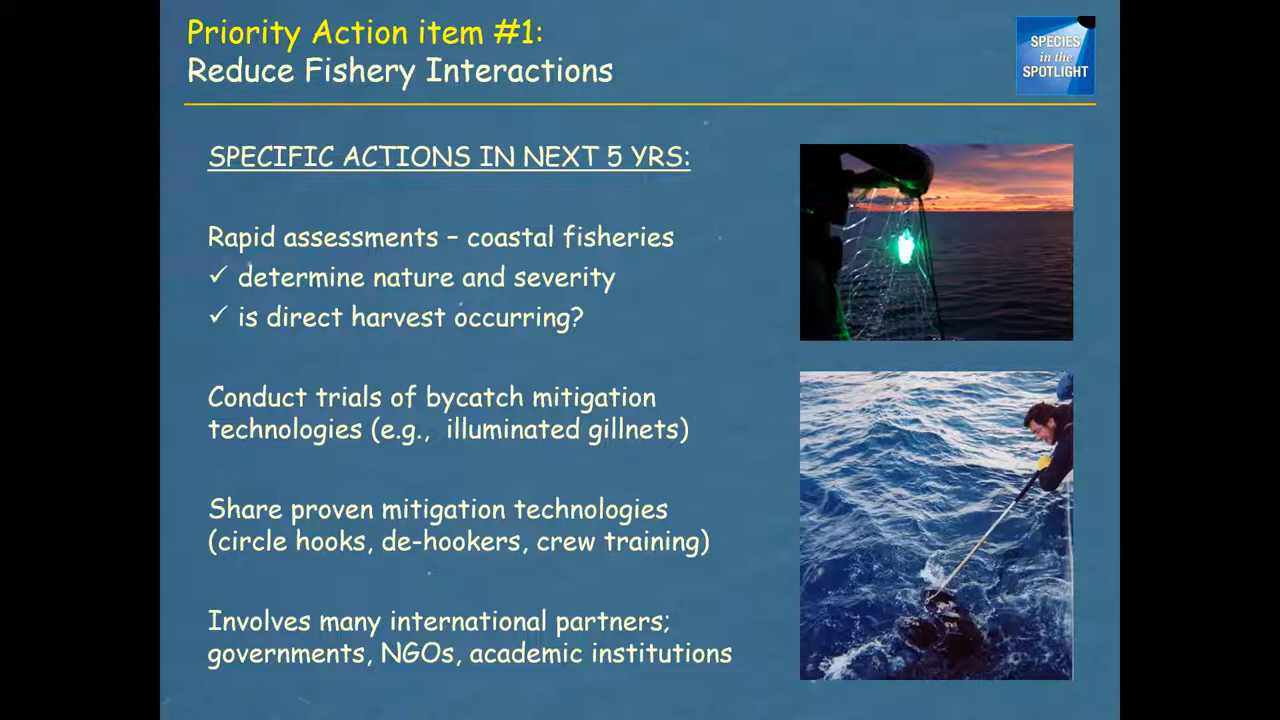 Priority Action item #1:
Reduce Fishery Interactions
SPECIES
in the
SPOTLIGHT
SPECIFIC ACTIONS IN NEXT 5 YRS:
Rapid assessments – coastal fisheries
✓ determine nature and severity
✓ is direct harvest occurring?
Conduct trials of bycatch mitigation
technologies (e.g., illuminated gillnets)
Share proven mitigation technologies
(circle hooks, de-hookers, crew training)
Involves many international partners;
governments, NGOs, academic institutions